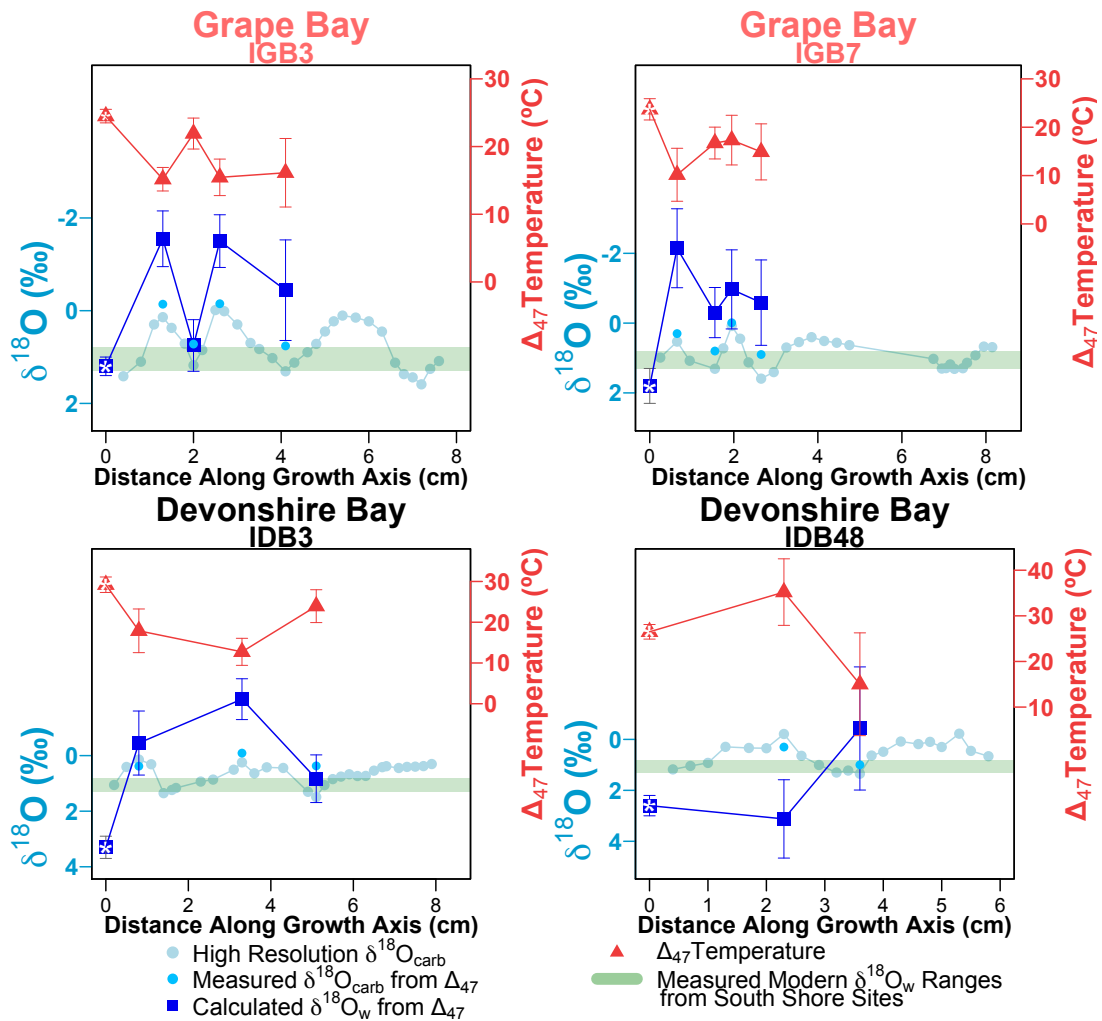 Grape Bay
IGB3
30
20
10
0
Δ47Temperature (ºC)
-2
0
2
δ18O (‰)
0 2 4 6 8
Distance Along Growth Axis (cm)
IGB7
30
20
10
0
Δ47Temperature (ºC)
-2
0
2
δ18O (‰)
0 2 4 6 8
Distance Along Growth Axis (cm)
Grape Bay
Devonshire Bay
IDB3
30
20
10
0
Δ47Temperature (ºC)
0
2
4
δ18O (‰)
0 1 2 3 4 5 6 7 8
Distance Along Growth Axis (cm)
Devonshire Bay
IDB48
40
30
20
10
Δ47Temperature (ºC)
0
2
4
δ18O (‰)
0 1 2 3 4 5 6
Distance Along Growth Axis (cm)
High Resolution δ18Ocarb
Measured δ18Ocarb from Δ47
Calculated δ18Ow from Δ47
Δ47Temperature
Measured Modern δ18Ow Ranges
from South Shore Sites